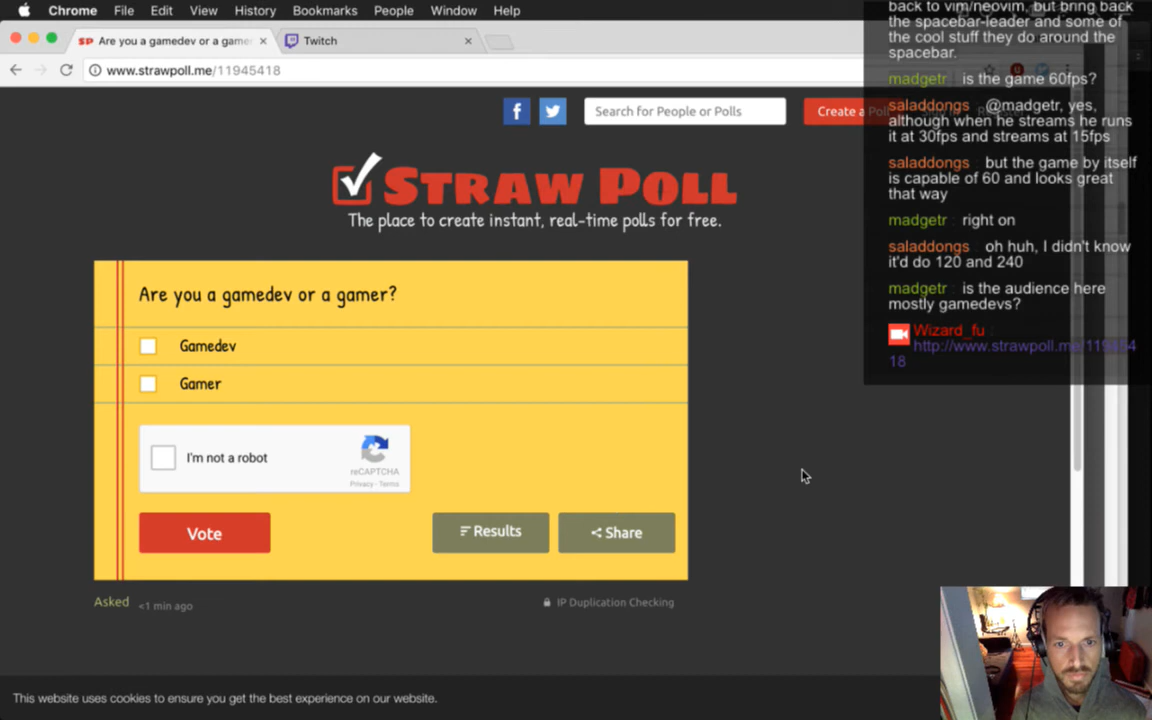 Chrome File Edit View History Bookmarks People Window Help
SP Are you a gamedev or a game
Twitch
www.strawpoll.me/11945418
Search for People or Polls
Create a Poll
STRAW POLL
The place to create instant, real-time polls for free.
Are you a gamedev or a gamer?
Gamedev
Gamer
I'm not a robot
reCAPTCHA
Privacy - Terms
Vote
Results
Share
Asked <1 min ago
IP Duplication Checking
This website uses cookies to ensure you get the best experience on our website.
back to vim/neovim, but bring back
the spacebar-leader and some of
the cool stuff they do around the
spacebar.
madgetr is the game 60fps?
saladdongs @madgetr, yes,
although when he streams he runs
it at 30fps and streams at 15fps
saladdongs but the game by itself
is capable of 60 and looks great
that way
madgetr right on
saladdongs oh huh, I didn't know
it'd do 120 and 240
madgetr is the audience here
mostly gamedevs?
Wizard_fu :
http://www.strawpoll.me/119454
18